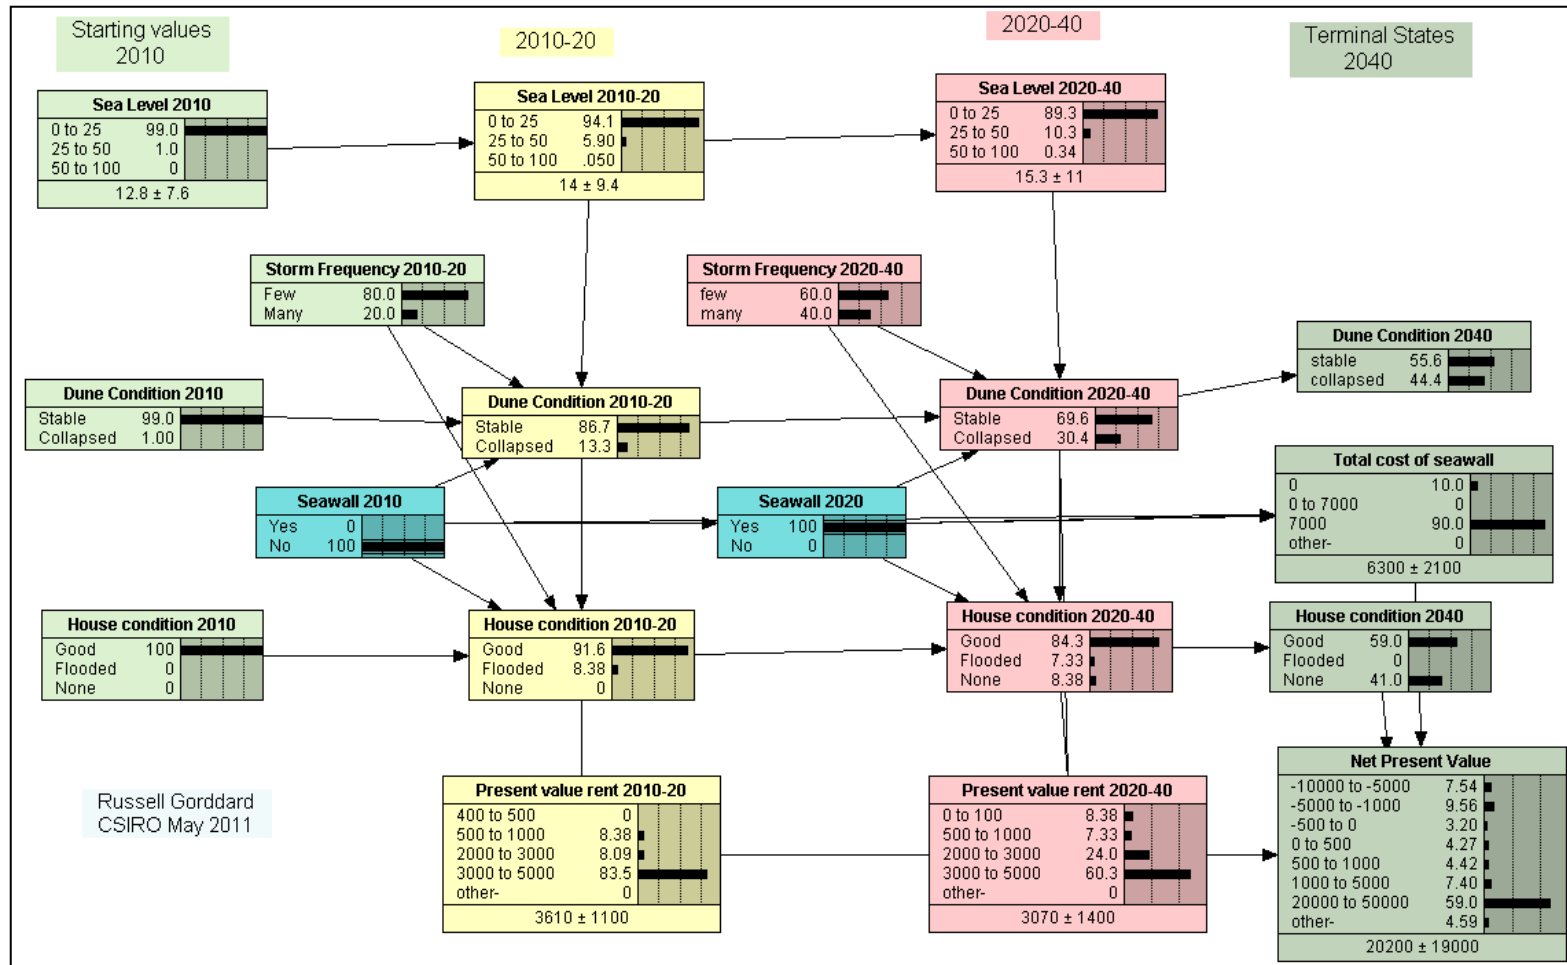 Starting values
2010
2010-20
2020-40
Terminal States
2040
Sea Level 2010
0 to 25 99.0
25 to 50 1.0
50 to 100 0
12.8 ± 7.6
Sea Level 2010-20
0 to 25 94.1
25 to 50 5.90
50 to 100 .050
14 ± 9.4
Sea Level 2020-40
0 to 25 89.3
25 to 50 10.3
50 to 100 0.34
15.3 ± 11
Storm Frequency 2010-20
Few 80.0
Many 20.0
Storm Frequency 2020-40
few 60.0
many 40.0
Dune Condition 2040
stable 55.6
collapsed 44.4
Dune Condition 2010
Stable 99.0
Collapsed 1.00
Dune Condition 2010-20
Stable 86.7
Collapsed 13.3
Dune Condition 2020-40
Stable 69.6
Collapsed 30.4
Total cost of seawall
0 10.0
0 to 7000 0
7000 90.0
other- 0
6300 ± 2100
Seawall 2010
Yes 0
No 100
Seawall 2020
Yes 100
No 0
House condition 2010
Good 100
Flooded 0
None 0
House condition 2010-20
Good 91.6
Flooded 8.38
None 0
House condition 2020-40
Good 84.3
Flooded 7.33
None 8.38
House condition 2040
Good 59.0
Flooded 0
None 41.0
Russell Gorddard
CSIRO May 2011
Present value rent 2010-20
400 to 500 0
500 to 1000 8.38
2000 to 3000 8.09
3000 to 5000 83.5
other- 0
3610 ± 1100
Present value rent 2020-40
0 to 100 8.38
500 to 1000 7.33
2000 to 3000 24.0
3000 to 5000 60.3
other- 0
3070 ± 1400
Net Present Value
-10000 to -5000 7.54
-5000 to -1000 9.56
-500 to 0 3.20
0 to 500 4.27
500 to 1000 4.42
1000 to 5000 7.40
20000 to 50000 59.0
other- 4.59
20200 ± 19000